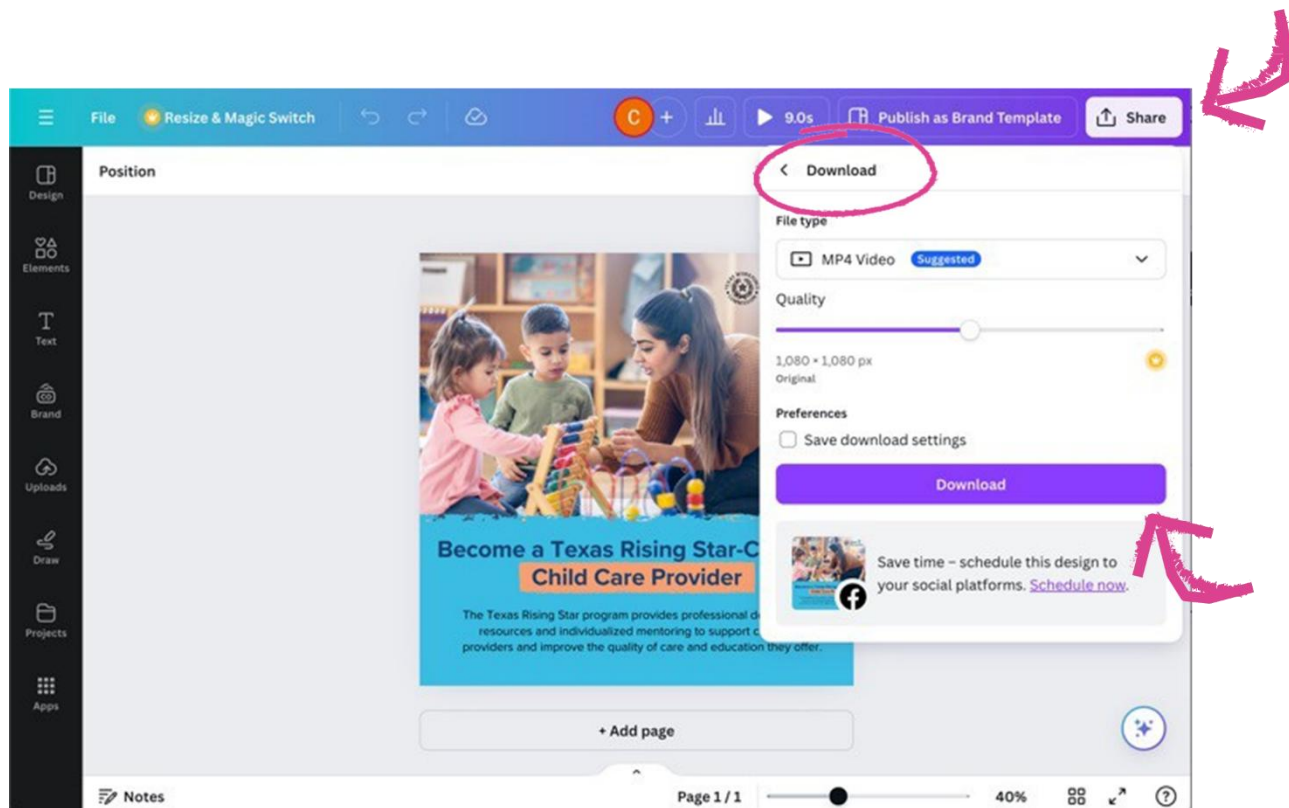 File
Resize & Magic Switch
C
+
9.0s
Publish as Brand Template
Share
Design
Elements
Text
Brand
Uploads
Draw
Projects
Apps
Position
Download
File type
MP4 Video Suggested
Quality
1,080 × 1,080 px
Original
Preferences
Save download settings
Download
Save time – schedule this design to
your social platforms. Schedule now.
Become a Texas Rising Star-C
Child Care Provider
The Texas Rising Star program provides professional d
resources and individualized mentoring to support c
providers and improve the quality of care and education they offer.
+ Add page
Notes
Page 1 / 1
40%